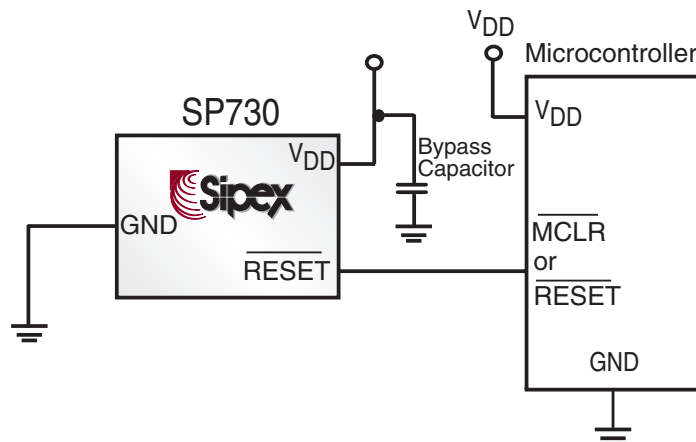 VDD
Microcontroller
SP730
VDD
VDD
Bypass
Capacitor
Sipex
GND
MCLR
or
RESET
RESET
GND